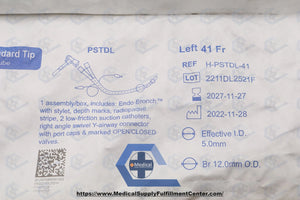 dard Tip
ube
PSTDL
1 assembly/box, includes: Endo-Bronch™
with stylet, depth marks, radiopaque
stripe, 2 low-friction suction catheters,
right angle swivel Y-airway connector
with port caps & marked OPEN/CLOSED
valves.
Left 41 Fr
REF H-PSTDL-41
LOT 2211DL2521F
2027-11-27
2022-11-28
Effective I.D.
5.0mm
Br 12.0mm O.D.
eMedical
www.MedicalSupplyFulfillmentCenter.com/